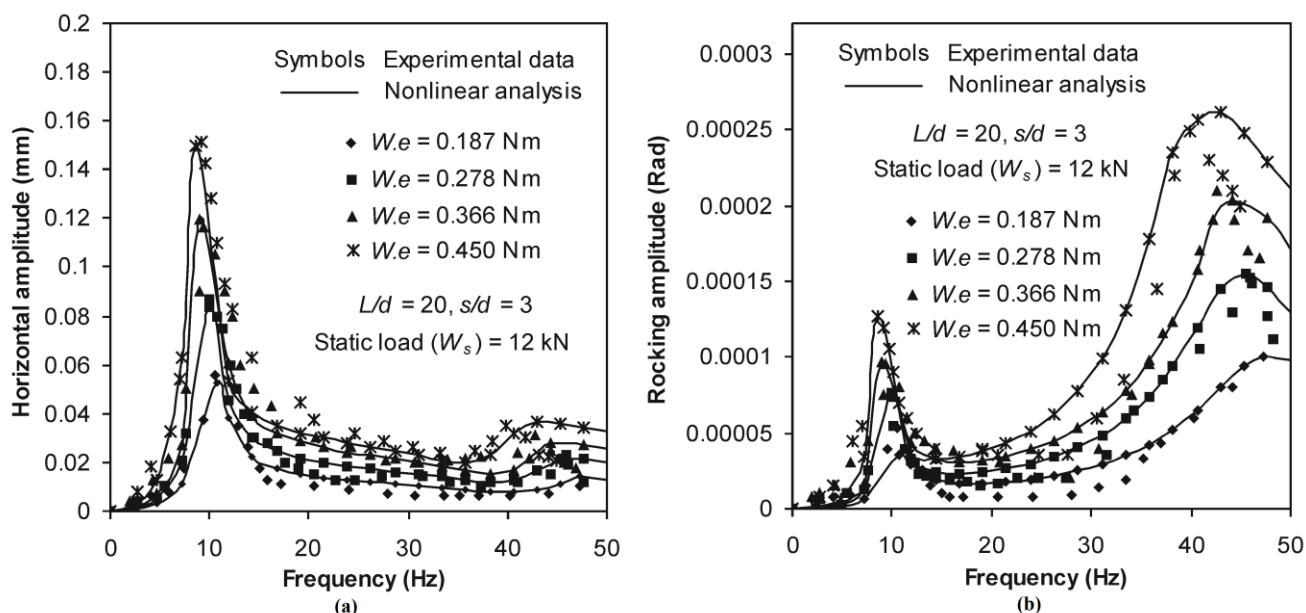 0.2
0.18
0.16
0.14
0.12
0.1
0.08
0.06
0.04
0.02
0
Horizontal amplitude (mm)
Symbols Experimental data
Nonlinear analysis
W.e = 0.187 Nm
W.e = 0.278 Nm
W.e = 0.366 Nm
W.e = 0.450 Nm
L/d = 20, s/d = 3
Static load (Ws) = 12 kN
0 10 20 30 40 50
Frequency (Hz)
(a)
0.0003
0.00025
0.0002
0.00015
0.0001
0.00005
0
Rocking amplitude (Rad)
Symbols Experimental data
Nonlinear analysis
L/d = 20, s/d = 3
Static load (Ws) = 12 kN
W.e = 0.187 Nm
W.e = 0.278 Nm
W.e = 0.366 Nm
W.e = 0.450 Nm
0 10 20 30 40 50
Frequency (Hz)
(b)